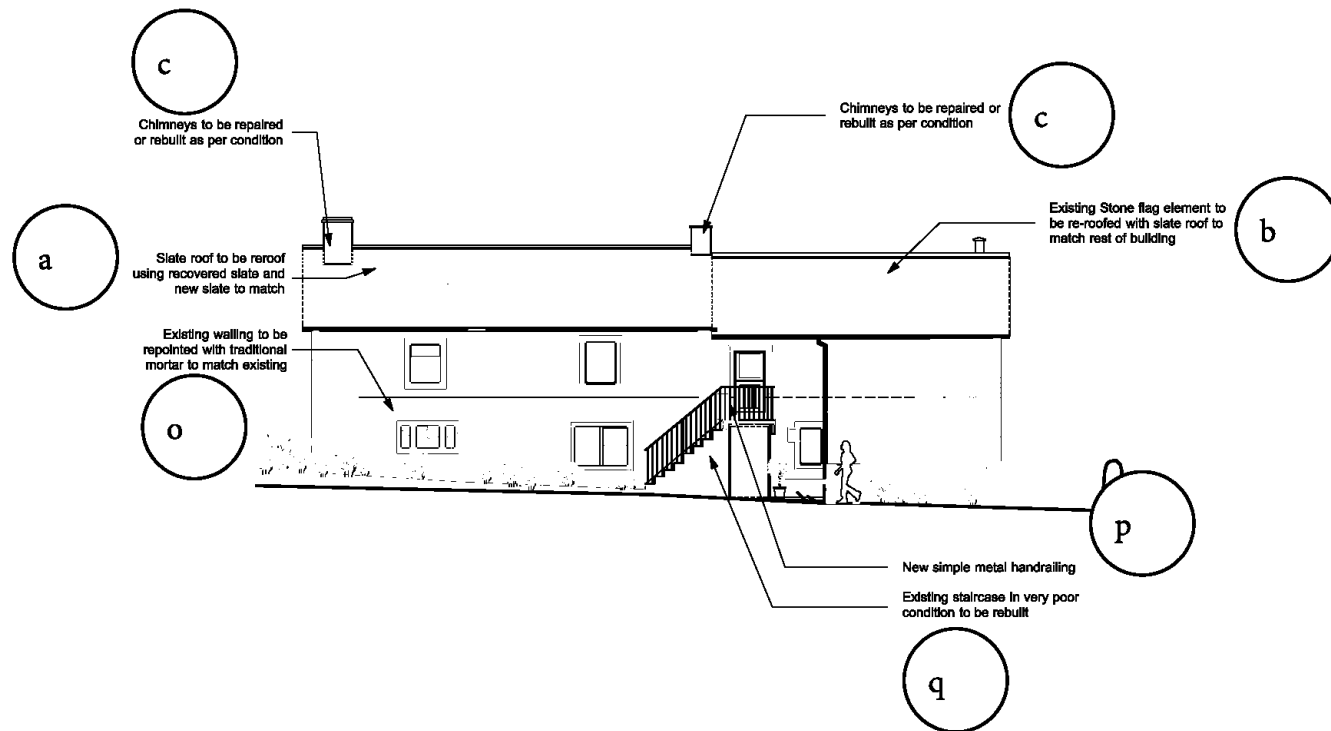 c
Chimneys to be repaired
or rebuilt as per condition
Chimneys to be repaired or
rebuilt as per condition
c
a
Slate roof to be reroof
using recovered slate and
new slate to match
Existing Stone flag element to
be re-roofed with slate roof to
match rest of building
b
Existing walling to be
repointed with traditional
mortar to match existing
o
p
New simple metal handrailing
Existing staircase in very poor
condition to be rebuilt
q